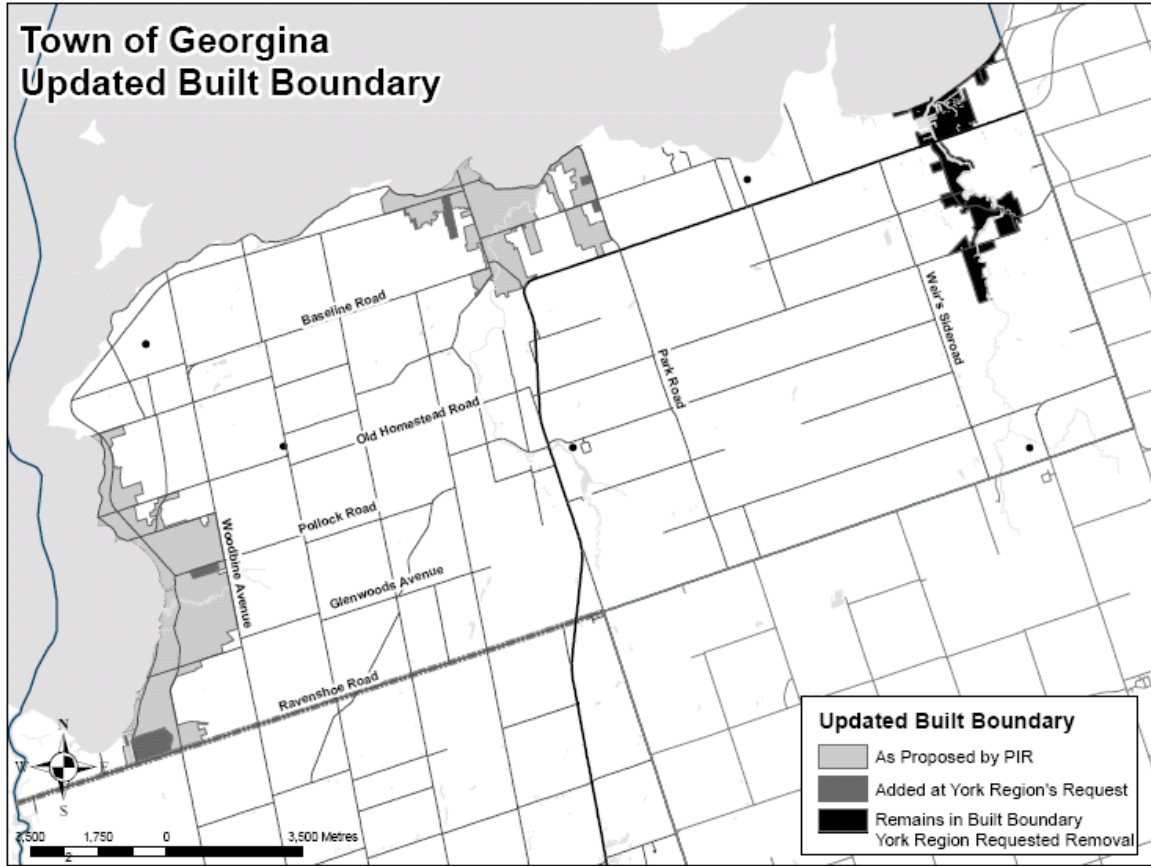 Town of Georgina
Updated Built Boundary
Baseline Road
Old Homestead Road
Park Road
Weir's Sideroad
Woodbine Avenue
Pollock Road
Glenwoods Avenue
Ravenshoe Road
N
W E
S
3,500 1,750 0 3,500 Metres
2
Updated Built Boundary
As Proposed by PIR
Added at York Region's Request
Remains in Built Boundary
York Region Requested Removal